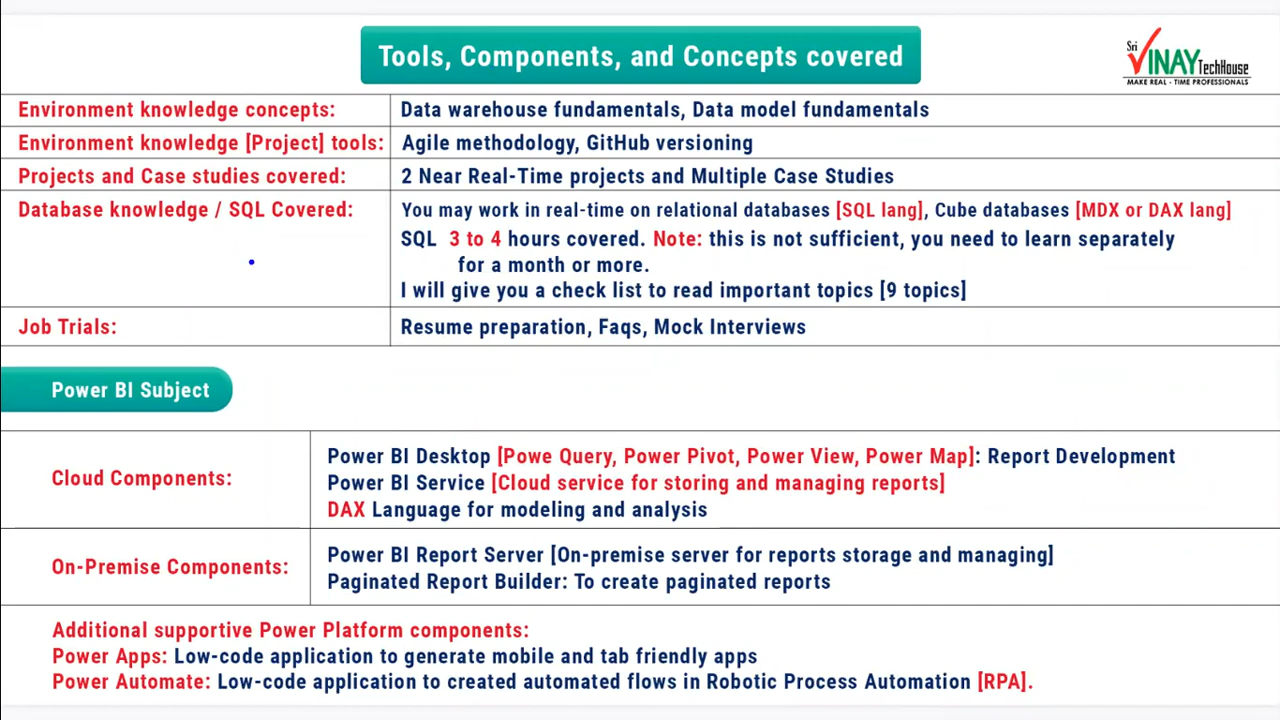 Tools, Components, and Concepts covered
Sri
VINAY TechHouse
MAKE REAL - TIME PROFESSIONALS
Environment knowledge concepts: Data warehouse fundamentals, Data model fundamentals
Environment knowledge [Project] tools: Agile methodology, GitHub versioning
Projects and Case studies covered: 2 Near Real-Time projects and Multiple Case Studies
Database knowledge / SQL Covered: You may work in real-time on relational databases [SQL lang], Cube databases [MDX or DAX lang]
SQL 3 to 4 hours covered. Note: this is not sufficient, you need to learn separately
for a month or more.
I will give you a check list to read important topics [9 topics]
Job Trials: Resume preparation, Faqs, Mock Interviews
Power BI Subject
Cloud Components:
Power BI Desktop [Powe Query, Power Pivot, Power View, Power Map]: Report Development
Power BI Service [Cloud service for storing and managing reports]
DAX Language for modeling and analysis
On-Premise Components:
Power BI Report Server [On-premise server for reports storage and managing]
Paginated Report Builder: To create paginated reports
Additional supportive Power Platform components:
Power Apps: Low-code application to generate mobile and tab friendly apps
Power Automate: Low-code application to created automated flows in Robotic Process Automation [RPA].